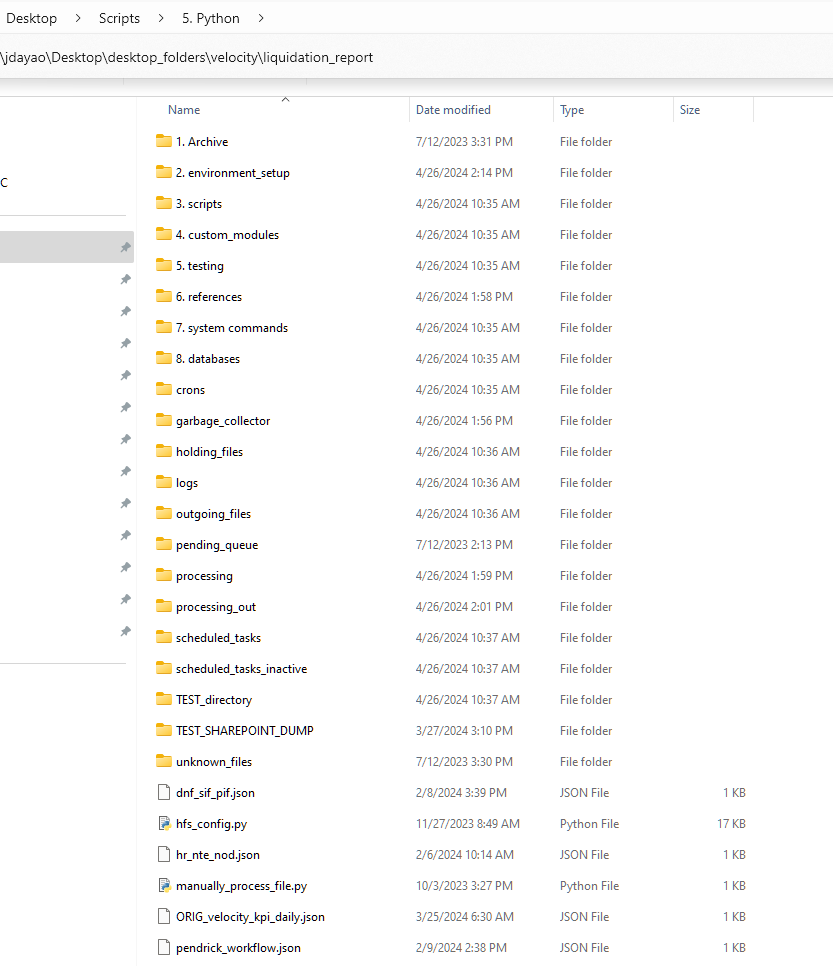 Desktop > Scripts > 5. Python >
\jdayao\Desktop\desktop_folders\velocity\liquidation_report
Name Date modified Type Size
1. Archive 7/12/2023 3:31 PM File folder
2. environment_setup 4/26/2024 2:14 PM File folder
C
3. scripts 4/26/2024 10:35 AM File folder
4. custom_modules 4/26/2024 10:35 AM File folder
5. testing 4/26/2024 10:35 AM File folder
6. references 4/26/2024 1:58 PM File folder
7. system commands 4/26/2024 10:35 AM File folder
8. databases 4/26/2024 10:35 AM File folder
crons 4/26/2024 10:35 AM File folder
garbage_collector 4/26/2024 1:56 PM File folder
holding_files 4/26/2024 10:36 AM File folder
logs 4/26/2024 10:36 AM File folder
outgoing_files 4/26/2024 10:36 AM File folder
pending_queue 7/12/2023 2:13 PM File folder
processing 4/26/2024 1:59 PM File folder
processing_out 4/26/2024 2:01 PM File folder
scheduled_tasks 4/26/2024 10:37 AM File folder
scheduled_tasks_inactive 4/26/2024 10:37 AM File folder
TEST_directory 4/26/2024 10:37 AM File folder
TEST_SHAREPOINT_DUMP 3/27/2024 3:10 PM File folder
unknown_files 7/12/2023 3:30 PM File folder
dnf_sif_pif.json 2/8/2024 3:39 PM JSON File 1 KB
hfs_config.py 11/27/2023 8:49 AM Python File 17 KB
hr_nte_nod.json 2/6/2024 10:14 AM JSON File 1 KB
manually_process_file.py 10/3/2023 3:27 PM Python File 1 KB
ORIG_velocity_kpi_daily.json 3/25/2024 6:30 AM JSON File 1 KB
pendrick_workflow.json 2/9/2024 2:38 PM JSON File 1 KB